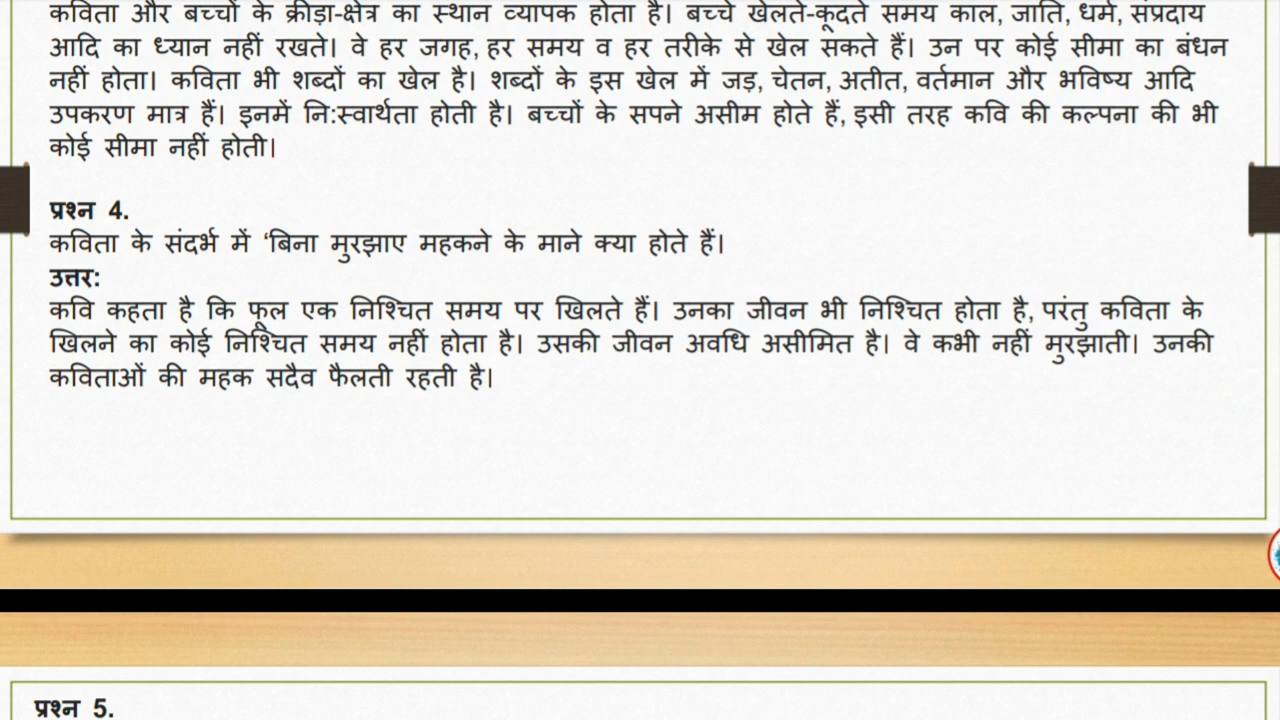 कविता और बच्चों के क्रीड़ा-क्षेत्र का स्थान व्यापक होता है। बच्चे खेलते-कूदते समय काल, जाति, धर्म, संप्रदाय
आदि का ध्यान नहीं रखते। वे हर जगह, हर समय व हर तरीके से खेल सकते हैं। उन पर कोई सीमा का बंधन
नहीं होता। कविता भी शब्दों का खेल है। शब्दों के इस खेल में जड़, चेतन, अतीत, वर्तमान और भविष्य आदि
उपकरण मात्र हैं। इनमें नि:स्वार्थता होती है। बच्चों के सपने असीम होते हैं, इसी तरह कवि की कल्पना की भी
कोई सीमा नहीं होती।
प्रश्न 4.
कविता के संदर्भ में ‘बिना मुरझाए महकने के माने क्या होते हैं।
उत्तर:
कवि कहता है कि फूल एक निश्चित समय पर खिलते हैं। उनका जीवन भी निश्चित होता है, परंतु कविता के
खिलने का कोई निश्चित समय नहीं होता है। उसकी जीवन अवधि असीमित है। वे कभी नहीं मुरझाती। उनकी
कविताओं की महक सदैव फैलती रहती है।
प्रश्न 5.